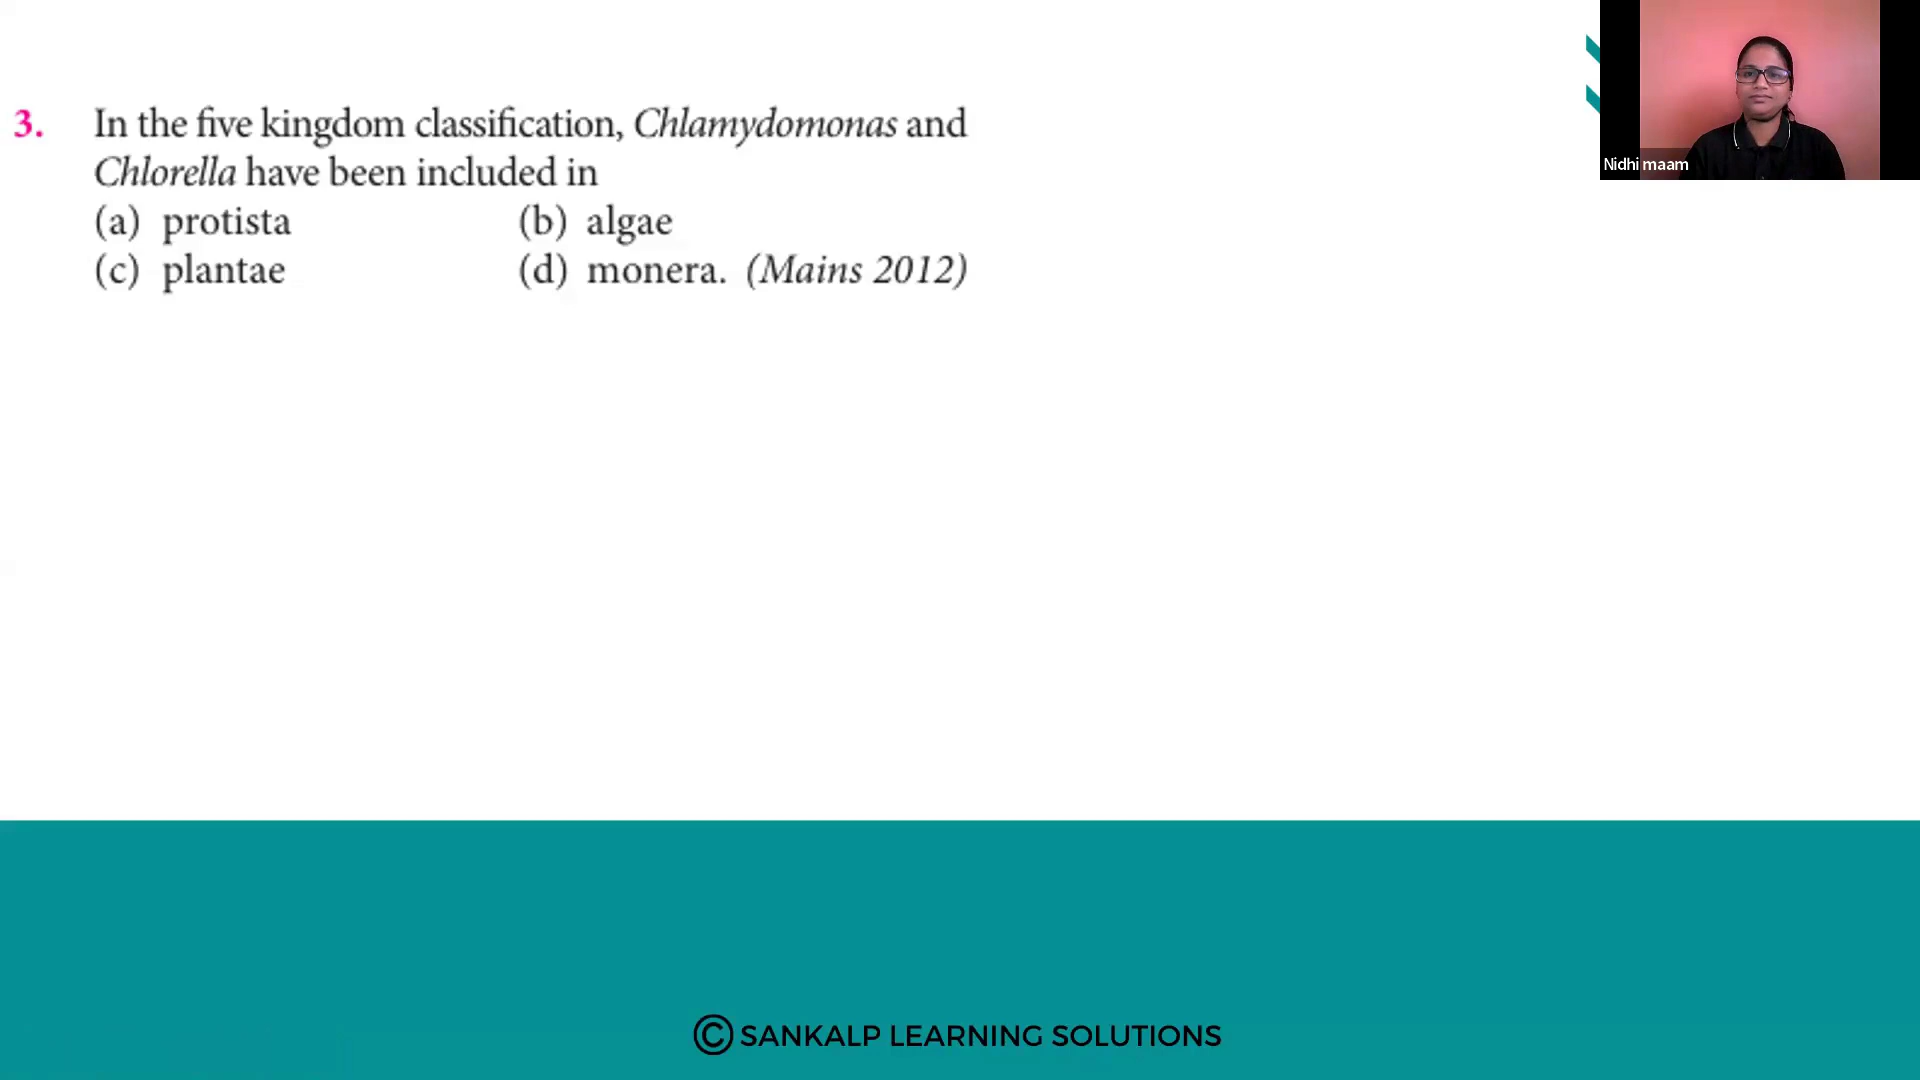 3. In the five kingdom classification, Chlamydomonas and
Chlorella have been included in
(a) protista (b) algae
(c) plantae (d) monera. (Mains 2012)
Nidhi maam
© SANKALP LEARNING SOLUTIONS